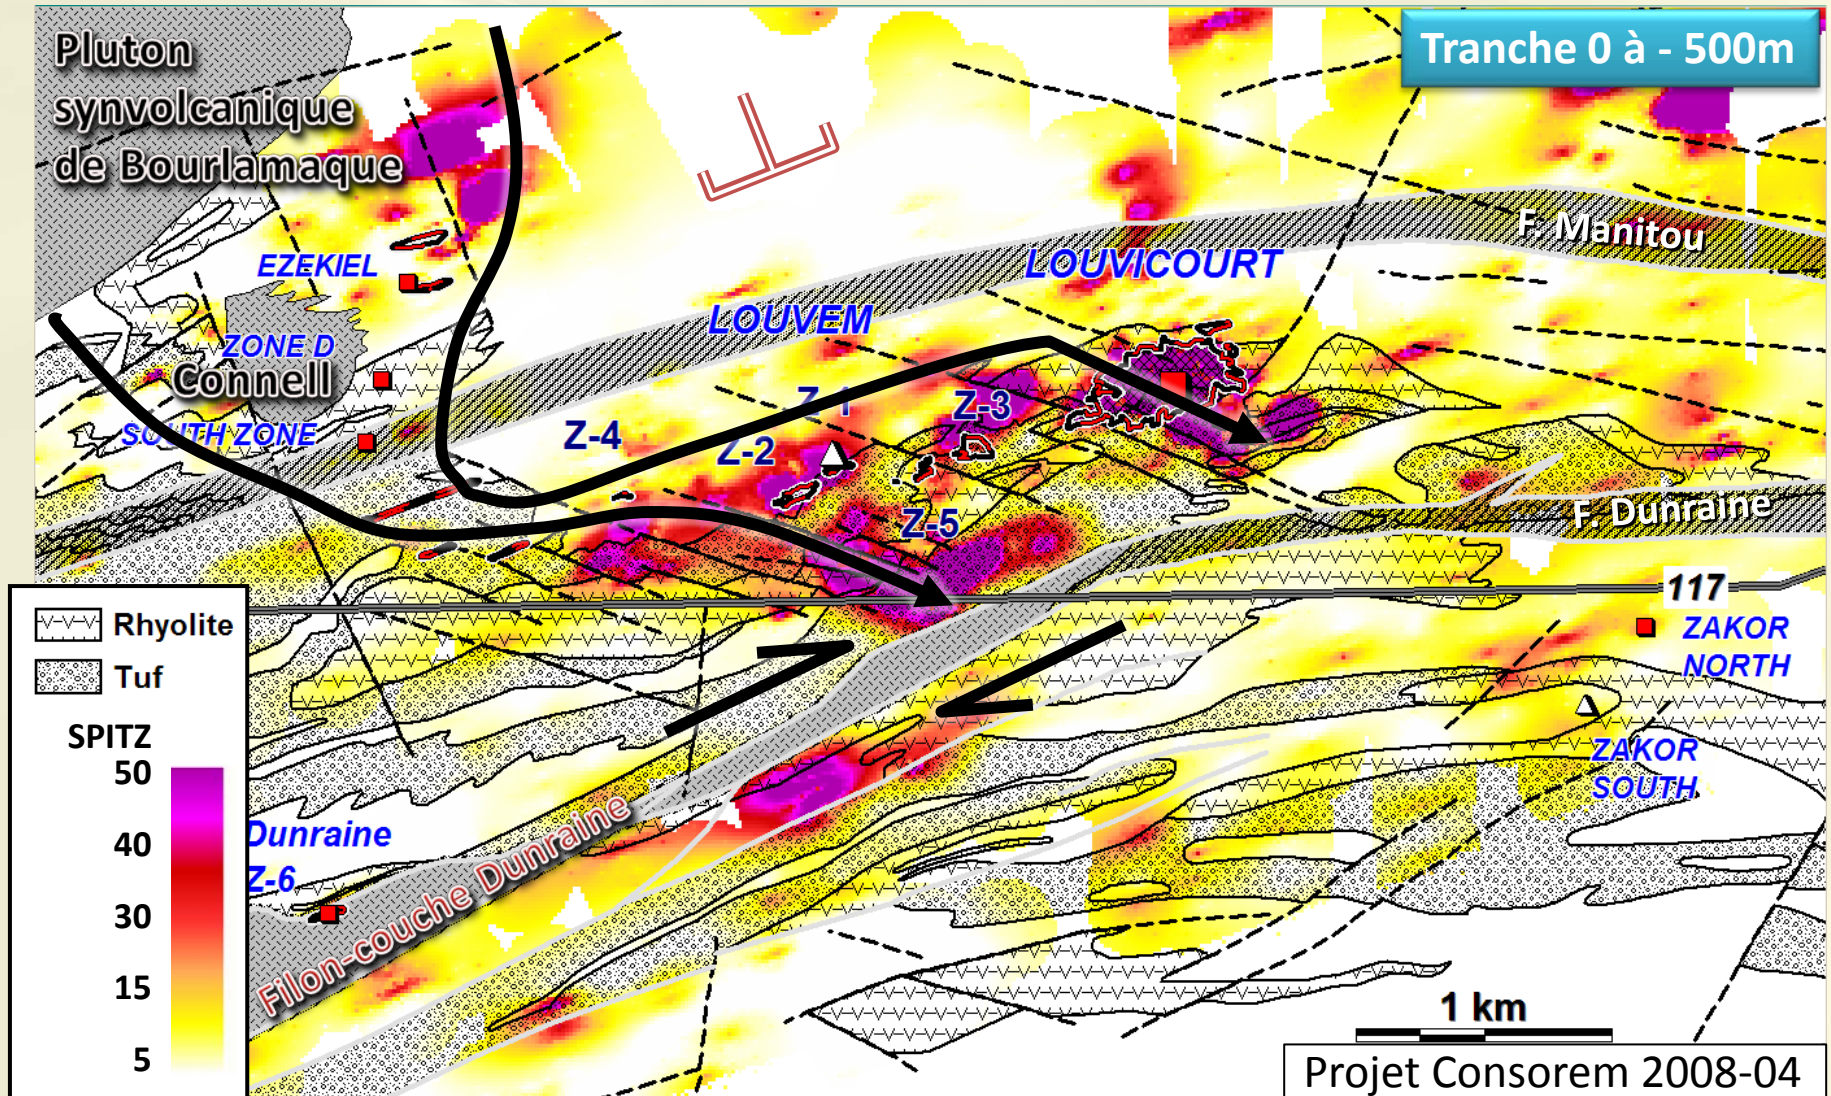 Pluton
synvolcanique
de Bourlamaque
Tranche 0 à - 500m
F. Manitou
EZEKIEL
LOUVICOURT
LOUVEM
ZONE D
Connell
SOUTH ZONE
Z-1
Z-2
Z-3
Z-4
Z-5
F. Dunraine
117
ZAKOR
NORTH
ZAKOR
SOUTH
Rhyolite
Tuf
SPITZ
50
40
30
15
5
Dunraine
Z-6
Filon-couche Dunraine
1 km
Projet Consorem 2008-04